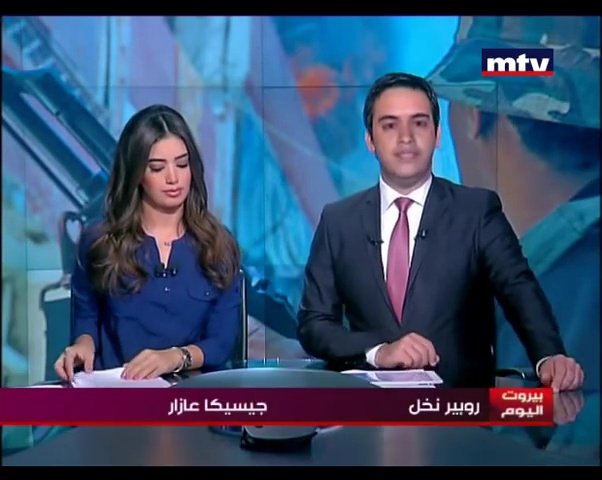 mtv
بيروت
اليوم
روبير نخل
جيسيكا عازار